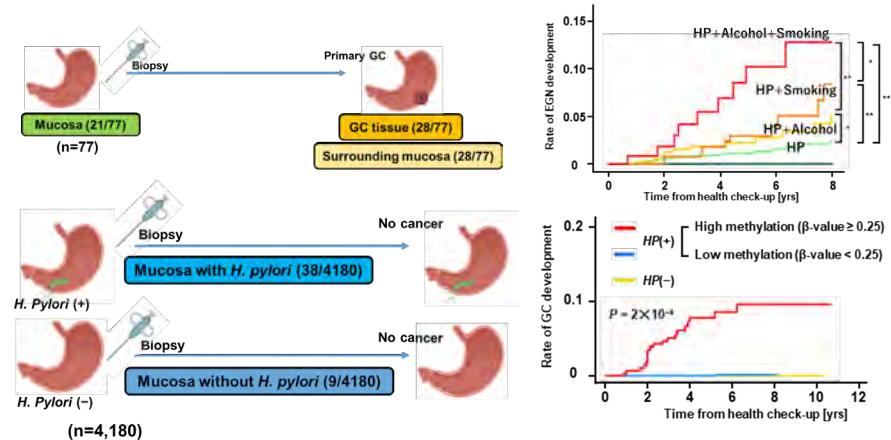 Biopsy
Primary GC
Mucosa (21/77)
(n=77)
GC tissue (28/77)
Surrounding mucosa (28/77)
Biopsy
No cancer
Mucosa with H. pylori (38/4180)
H. Pylori (+)
Biopsy
No cancer
Mucosa without H. pylori (9/4180)
H. Pylori (−)
(n=4,180)
Rate of EGN development
0.15
0.10
0.05
0
HP+Alcohol+Smoking
HP+Smoking
HP+Alcohol
HP
*
**
**
**
*
0 2 4 6 8
Time from health check-up [yrs]
Rate of GC development
0.2
0.1
0
High methylation (β-value ≥ 0.25)
HP(+)
Low methylation (β-value < 0.25)
HP(−)
0 2 4 6 8 10 12
Time from health check-up [yrs]